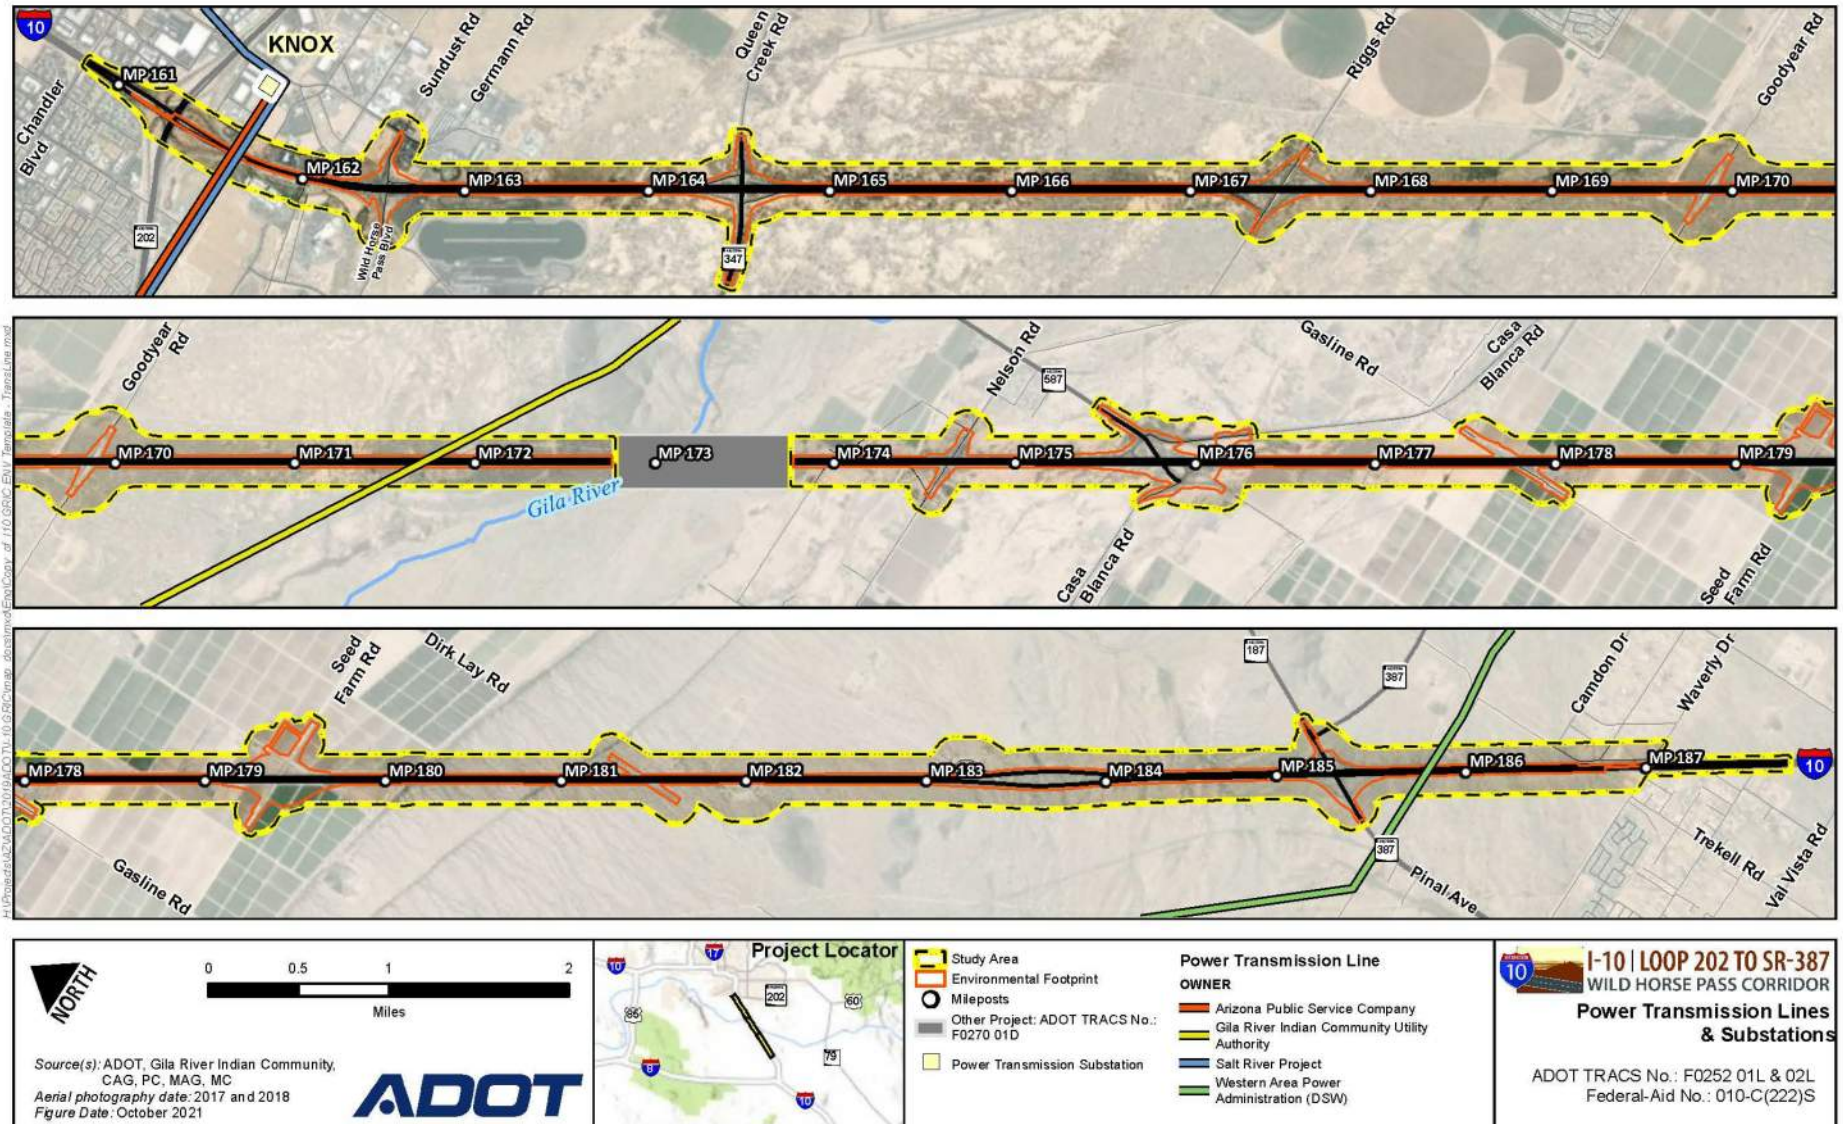 10
KNOX
Sundust Rd
Germann Rd
Queen
Creek Rd
Riggs Rd
Goodyear Rd
Chandler
Blvd
MP 161
MP 162
MP 163
MP 164
MP 165
MP 166
MP 167
MP 168
MP 169
MP 170
202
Wild Horse
Pass Blvd
347
Goodyear
Rd
Nelson Rd
587
Gasline Rd
Casa
Blanca Rd
MP 170
MP 171
MP 172
MP 173
MP 174
MP 175
MP 176
MP 177
MP 178
MP 179
Gila River
Casa
Blanca Rd
Seed
Farm Rd
Seed
Farm Rd
Dirk Lay Rd
187
387
Camdon Dr
Waverly Dr
MP 178
MP 179
MP 180
MP 181
MP 182
MP 183
MP 184
MP 185
MP 186
MP 187
10
387
Gasline Rd
Pinal Ave
Trekell Rd
Val Vista Rd
NORTH
0 0.5 1 2
Miles
Source(s): ADOT, Gila River Indian Community,
CAG, PC, MAG, MC
Aerial photography date: 2017 and 2018
Figure Date: October 2021
ADOT
Project Locator
10
17
202
60
85
79
8
10
Study Area
Environmental Footprint
Mileposts
Other Project: ADOT TRACS No.:
F0270 01D
Power Transmission Substation
Power Transmission Line
OWNER
Arizona Public Service Company
Gila River Indian Community Utility
Authority
Salt River Project
Western Area Power
Administration (DSW)
10
I-10 | LOOP 202 TO SR-387
WILD HORSE PASS CORRIDOR
Power Transmission Lines
& Substations
ADOT TRACS No.: F0252 01L & 02L
Federal-Aid No.: 010-C(222)S